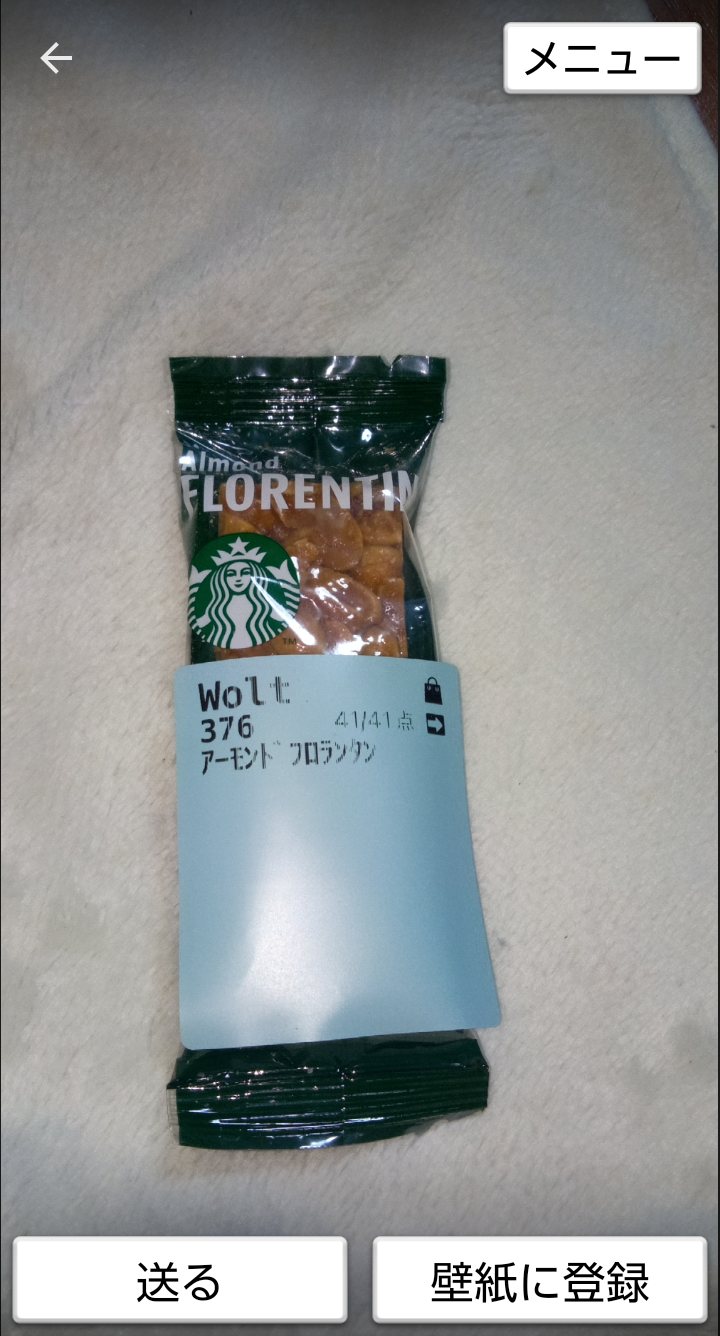 メニュー
Almond
FLORENTIN
TM
Wolt
376
41/41点
アーモンド フロランタン
送る
壁紙に登録